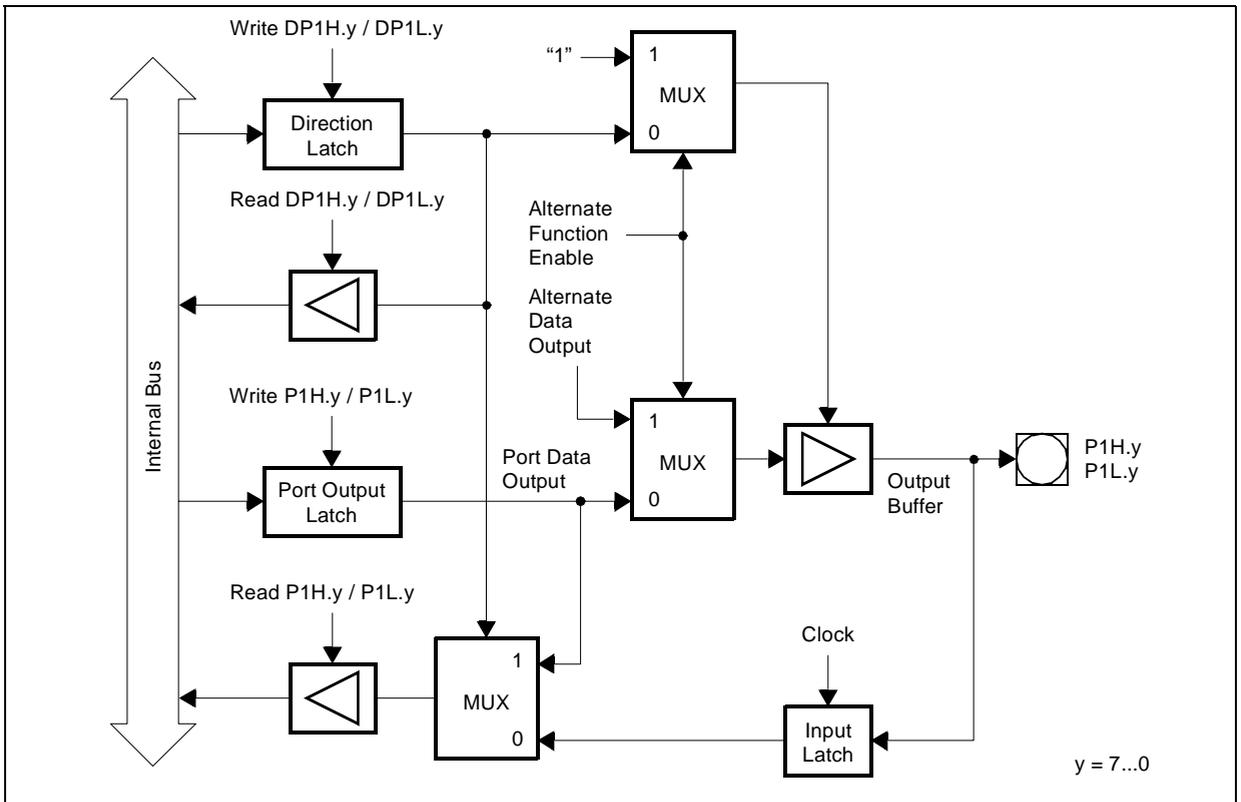 Write DP1H.y / DP1L.y
“1”
1
MUX
0
Direction
Latch
Read DP1H.y / DP1L.y
Alternate
Function
Enable
Alternate
Data
Output
Internal Bus
Write P1H.y / P1L.y
Port Data
Output
1
MUX
0
Port Output
Latch
Output
Buffer
P1H.y
P1L.y
Read P1H.y / P1L.y
1
MUX
0
Clock
Input
Latch
y = 7...0